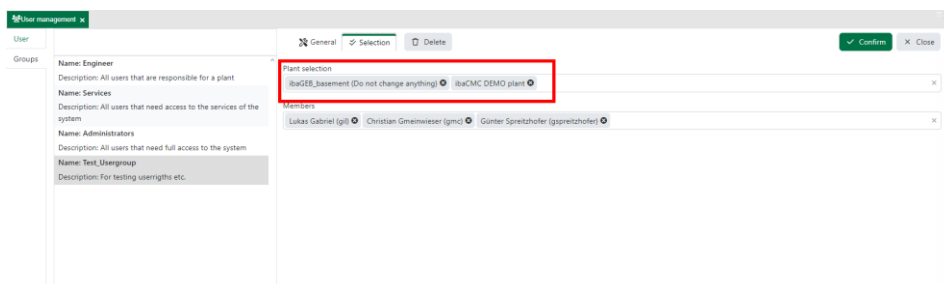 User management x
User
Groups
General
Selection
Delete
Confirm
Close
Name: Engineer
Description: All users that are responsible for a plant
Name: Services
Description: All users that need access to the services of the
system
Name: Administrators
Description: All users that need full access to the system
Name: Test_Usergroup
Description: For testing userrigths etc.
Plant selection
ibaGEB_basement (Do not change anything) ibaCMC DEMO plant
Members
Lukas Gabriel (gil) Christian Gmeinwieser (gmc) Günter Spreitzhofer (gspreitzhofer)